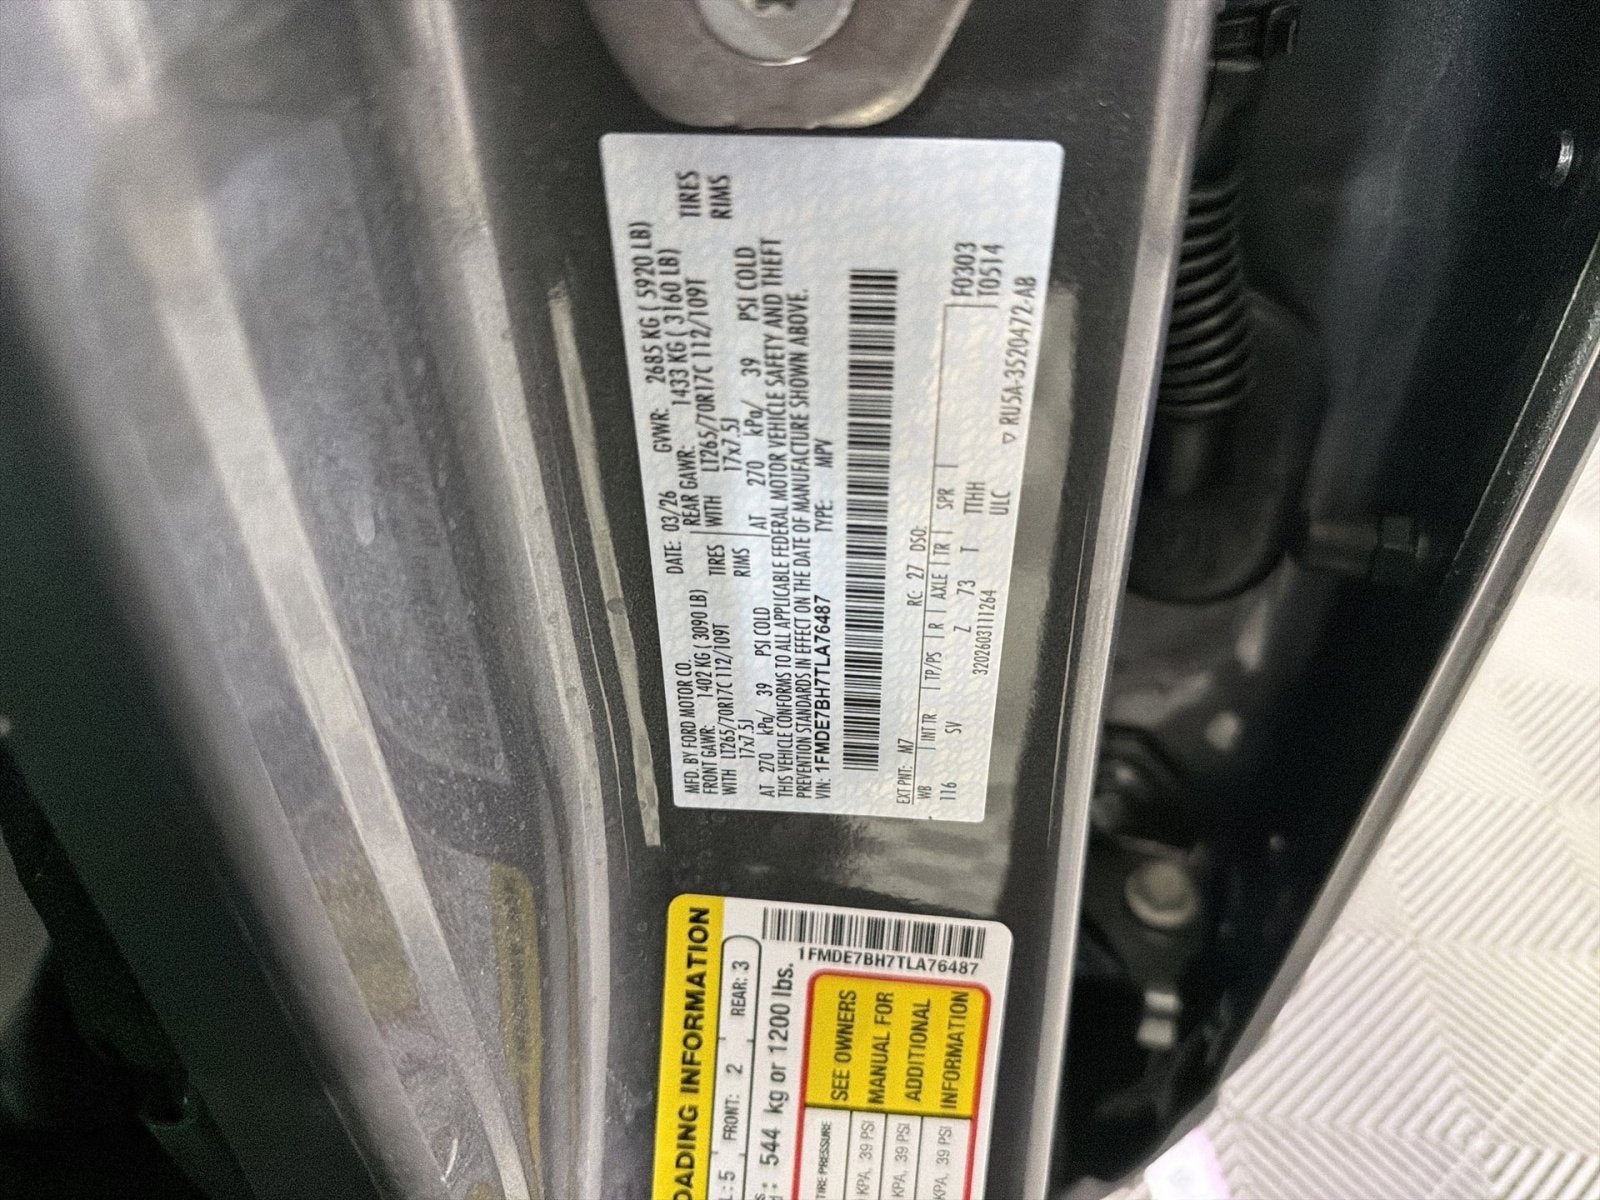 MFD. BY FORD MOTOR CO.
DATE: 03/26 GVWR: 2685 KG ( 5920 LB)
FRONT GAWR: 1402 KG ( 3090 LB)
REAR GAWR: 1433 KG ( 3160 LB)
WITH LT265/70R17C 112/109T TIRES
WITH LT265/70R17C 112/109T TIRES
17x7.5J RIMS
17x7.5J RIMS
AT 270 kPa/ 39 PSI COLD
AT 270 kPa/ 39 PSI COLD
THIS VEHICLE CONFORMS TO ALL APPLICABLE FEDERAL MOTOR VEHICLE SAFETY AND THEFT
PREVENTION STANDARDS IN EFFECT ON THE DATE OF MANUFACTURE SHOWN ABOVE.
VIN: 1FMDE7BH7TLA76487 TYPE: MPV
EXT PNT: M7 RC: 27 DSO:
WB INT TR TP/PS R AXLE TR SPR F0303
116 SV Z 73 T TTHH T0514
ULC
3202603111264
▽ RU5A-3520472-AB
OADING INFORMATION
L: 5 FRONT: 2 REAR: 3
544 kg or 1200 lbs.
1FMDE7BH7TLA76487
TIRE PRESSURE
KPA, 39 PSI
KPA, 39 PSI
KPA, 39 PSI
SEE OWNERS
MANUAL FOR
ADDITIONAL
INFORMATION